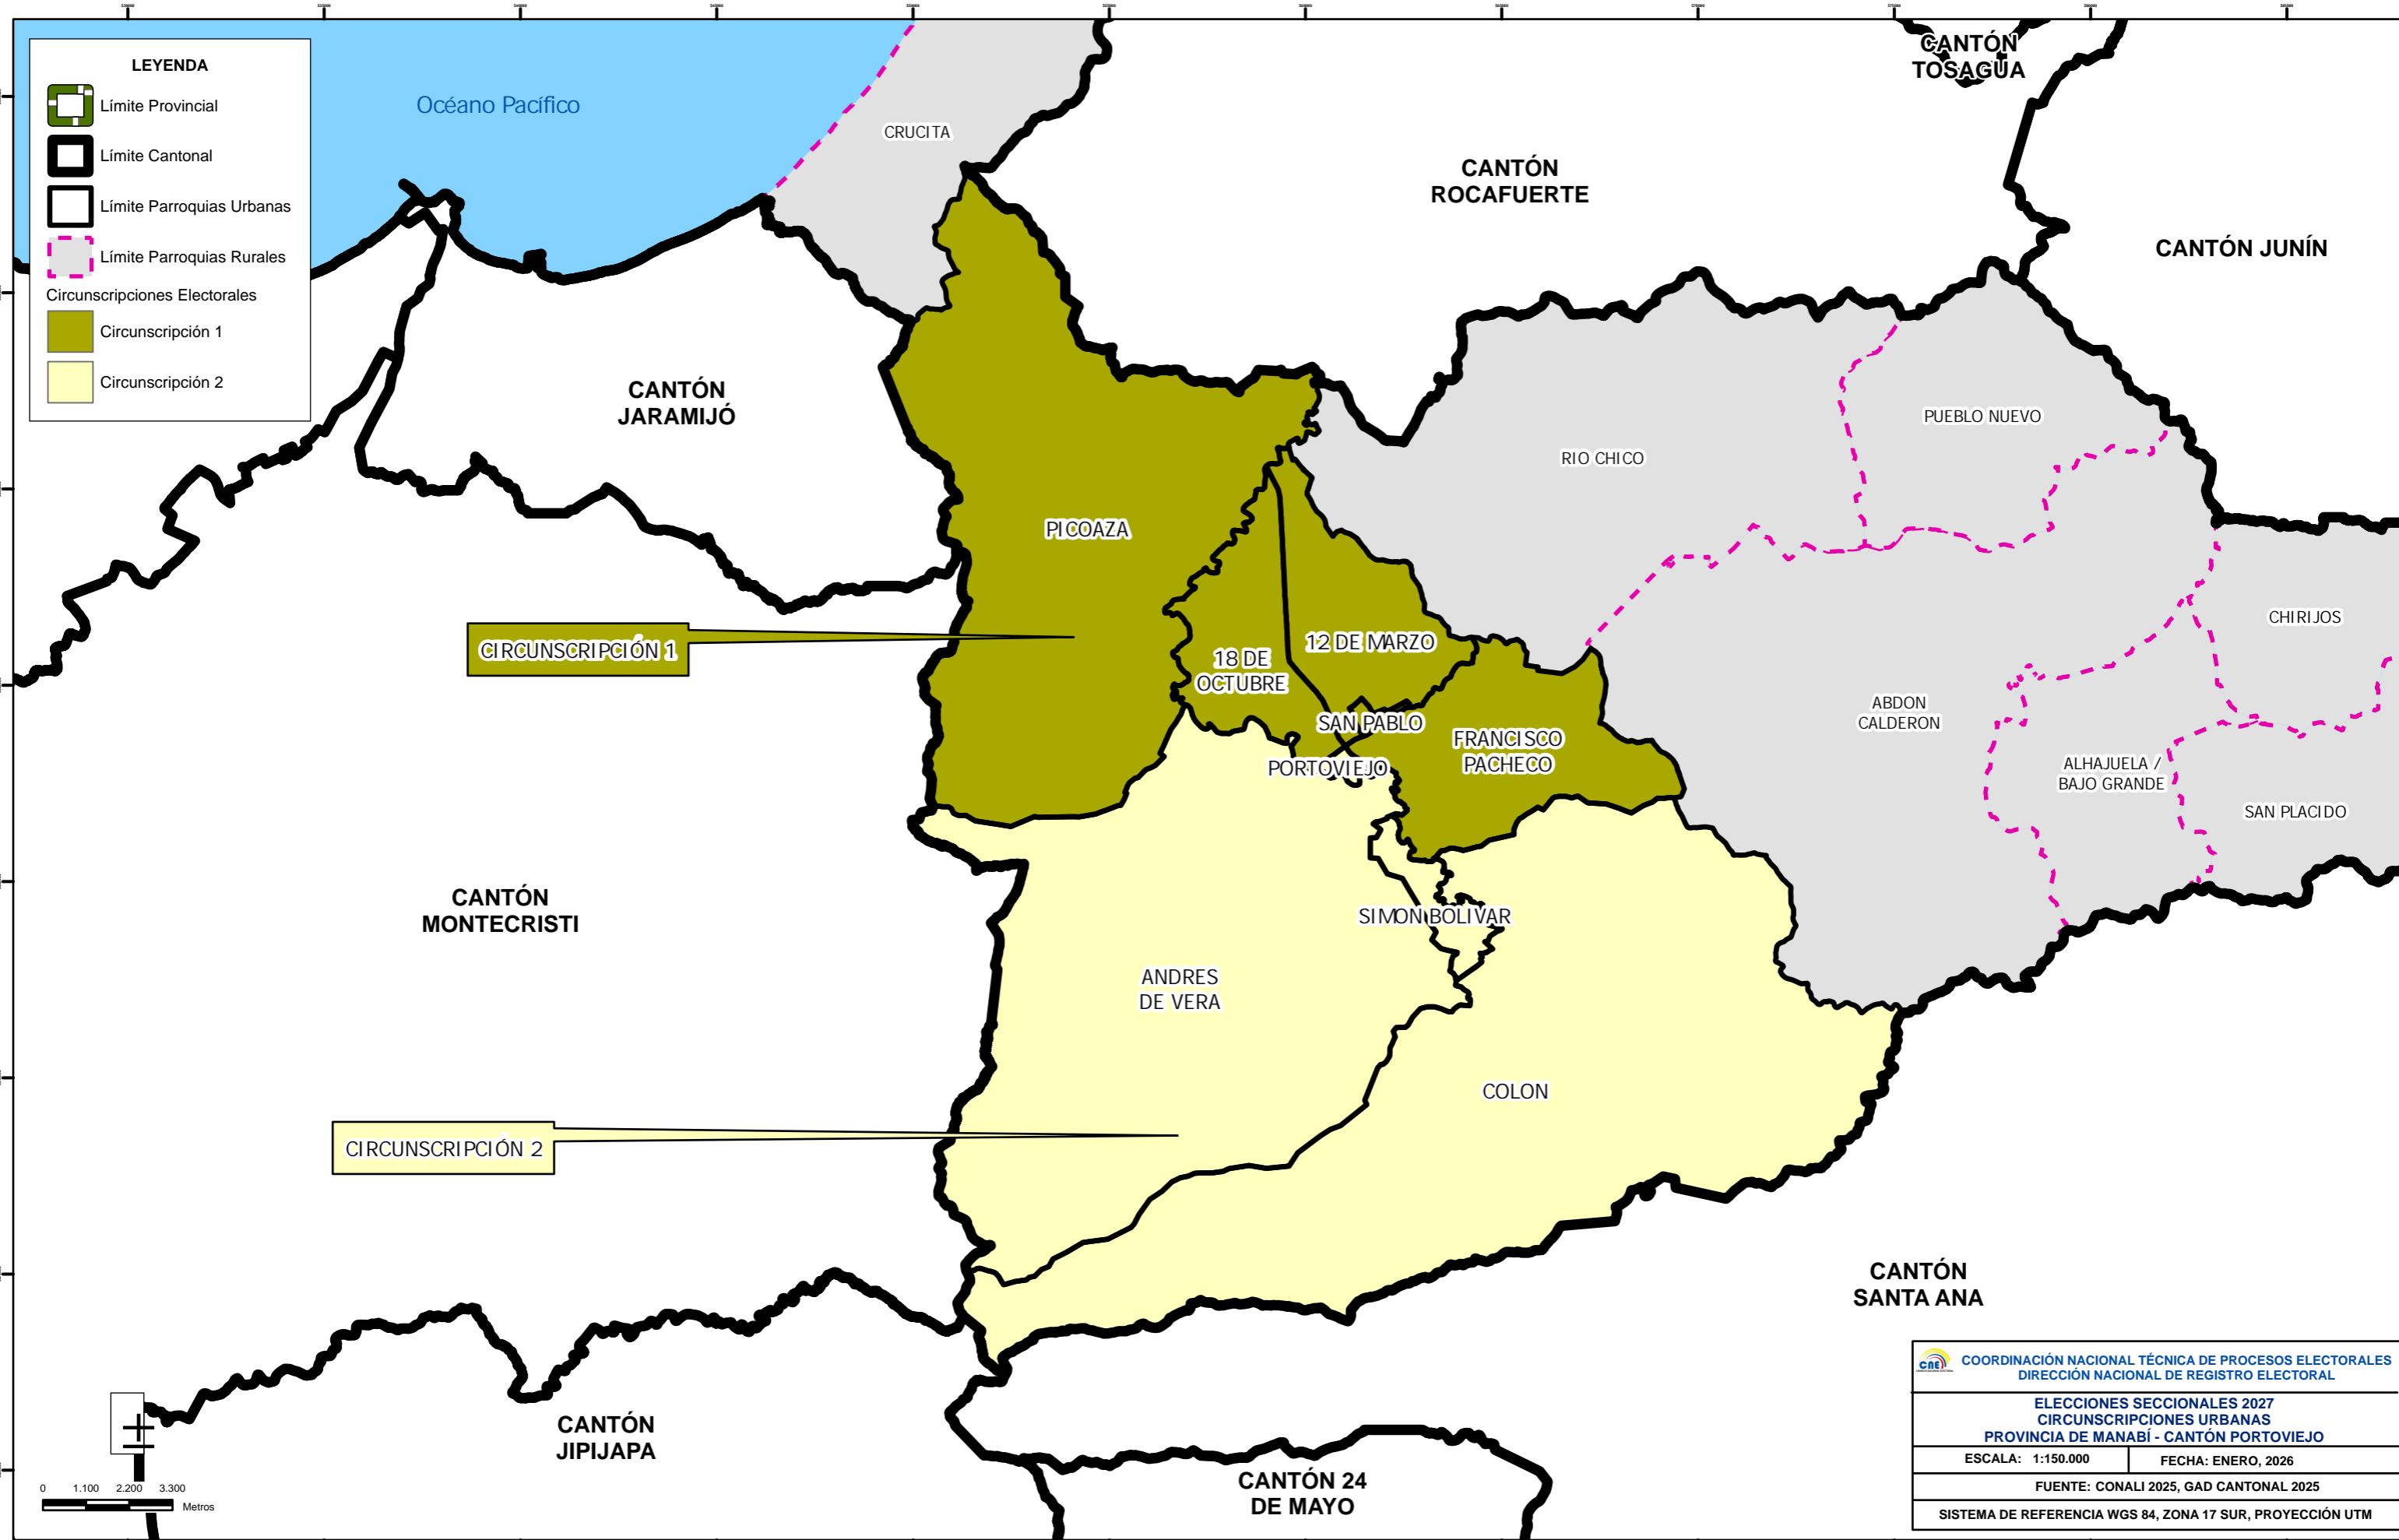 LEYENDA
Límite Provincial
Límite Cantonal
Límite Parroquias Urbanas
Límite Parroquias Rurales
Circunscripciones Electorales
Circunscripción 1
Circunscripción 2
Océano Pacífico
CRUCITA
CANTÓN
TOSAGUA
CANTÓN
ROCAFUERTE
CANTÓN JUNÍN
CANTÓN
JARAMIJÓ
PUEBLO NUEVO
RIO CHICO
PICOAZA
CHIRIJOS
CIRCUNSCRIPCIÓN 1
12 DE MARZO
18 DE
OCTUBRE
SAN PABLO
ABDON
CALDERON
FRANCISCO
PACHECO
PORTOVIEJO
ALHAJUELA /
BAJO GRANDE
SAN PLACIDO
CANTÓN
MONTECRISTI
SIMON BOLIVAR
ANDRES
DE VERA
COLON
CIRCUNSCRIPCIÓN 2
CANTÓN
SANTA ANA
CANTÓN
JIPIJAPA
CANTÓN 24
DE MAYO
0 1.100 2.200 3.300
Metros
CNE
COORDINACIÓN NACIONAL TÉCNICA DE PROCESOS ELECTORALES
DIRECCIÓN NACIONAL DE REGISTRO ELECTORAL
ELECCIONES SECCIONALES 2027
CIRCUNSCRIPCIONES URBANAS
PROVINCIA DE MANABÍ - CANTÓN PORTOVIEJO
ESCALA: 1:150.000
FECHA: ENERO, 2026
FUENTE: CONALI 2025, GAD CANTONAL 2025
SISTEMA DE REFERENCIA WGS 84, ZONA 17 SUR, PROYECCIÓN UTM